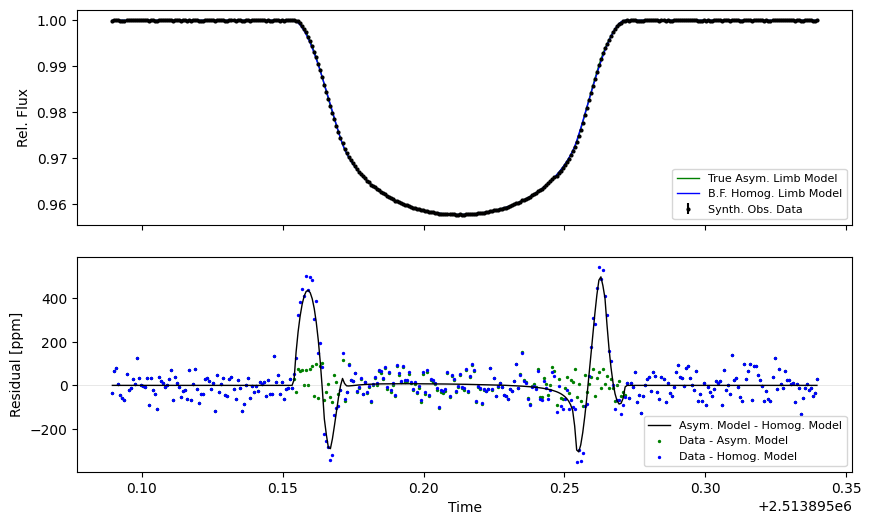 1.00
0.99
0.98
0.97
0.96
Rel. Flux
True Asym. Limb Model
B.F. Homog. Limb Model
Synth. Obs. Data
400
200
0
−200
Residual [ppm]
Asym. Model - Homog. Model
Data - Asym. Model
Data - Homog. Model
0.10
0.15
0.20
0.25
0.30
0.35
Time
+2.513895e6